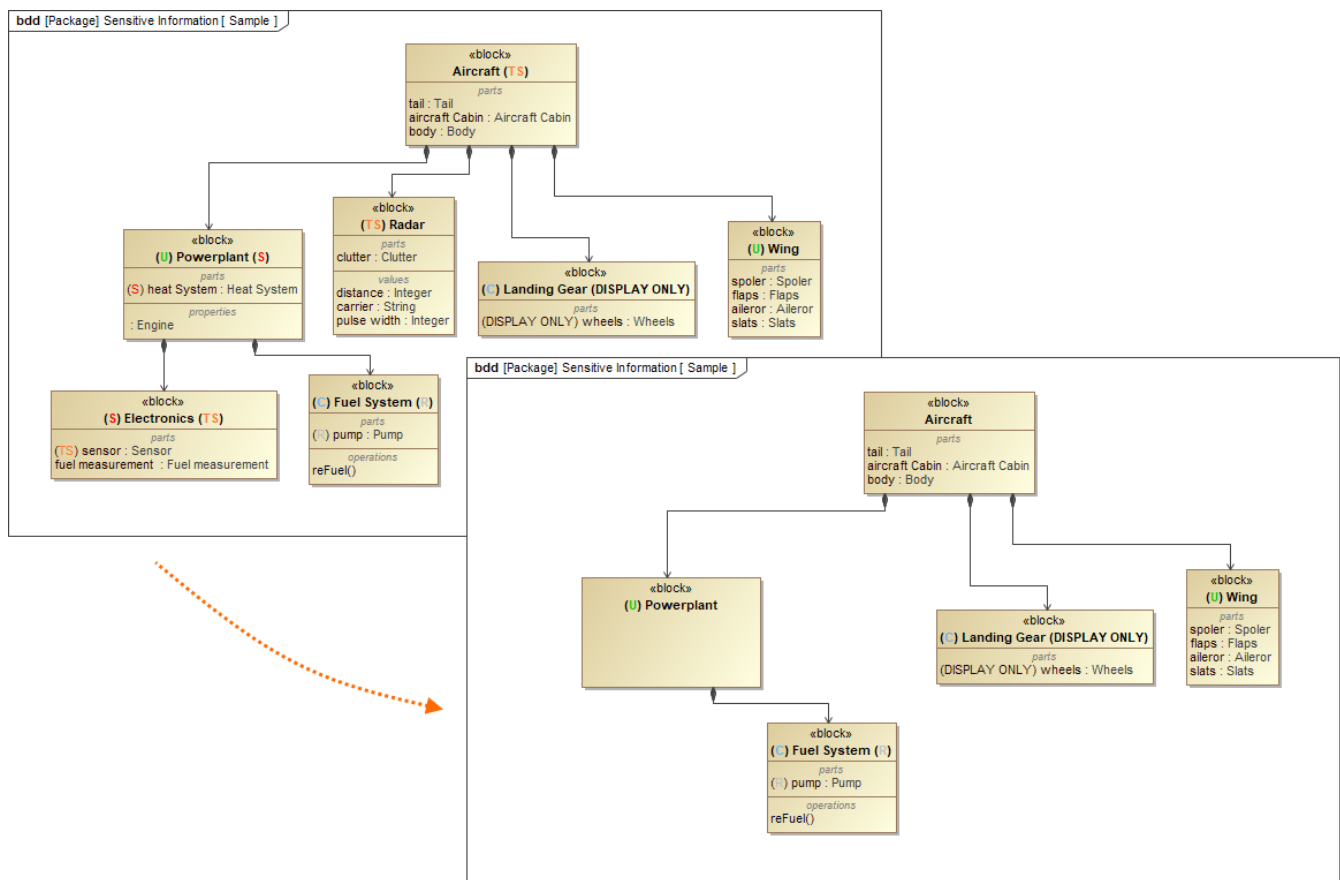 bdd [Package] Sensitive Information [ Sample ]
«block»
Aircraft (TS)
parts
tail : Tail
aircraft Cabin : Aircraft Cabin
body : Body
«block»
(U) Powerplant (S)
parts
(S) heat System : Heat System
properties
: Engine
«block»
(TS) Radar
parts
clutter : Clutter
values
distance : Integer
carrier : String
pulse width : Integer
«block»
(C) Landing Gear (DISPLAY ONLY)
parts
(DISPLAY ONLY) wheels : Wheels
«block»
(U) Wing
parts
spoler : Spoler
flaps : Flaps
aileror : Aileror
slats : Slats
«block»
(S) Electronics (TS)
parts
(TS) sensor : Sensor
fuel measurement : Fuel measurement
«block»
(C) Fuel System (R)
parts
(R) pump : Pump
operations
reFuel()
bdd [Package] Sensitive Information [ Sample ]
«block»
Aircraft
parts
tail : Tail
aircraft Cabin : Aircraft Cabin
body : Body
«block»
(U) Powerplant
«block»
(C) Landing Gear (DISPLAY ONLY)
parts
(DISPLAY ONLY) wheels : Wheels
«block»
(U) Wing
parts
spoler : Spoler
flaps : Flaps
aileror : Aileror
slats : Slats
«block»
(C) Fuel System (R)
parts
(R) pump : Pump
operations
reFuel()